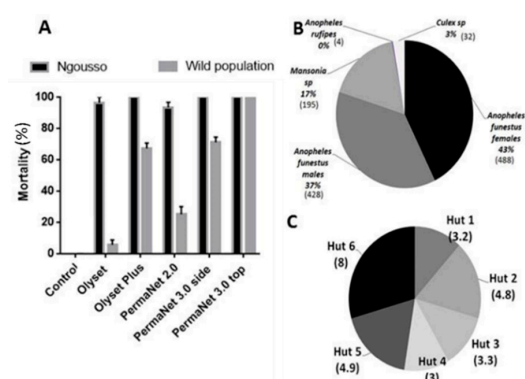 A
Ngousso
Wild population
Mortality (%)
100
80
60
40
20
0
Control
Olyset
Olyset Plus
PermaNet 2.0
PermaNet 3.0 side
PermaNet 3.0 top
B
Anopheles
rufipes
0%
(4)
Culex sp
3%
(32)
Mansonia
sp
17%
(195)
Anopheles
funestus
females
43%
(488)
Anopheles
funestus
males
37%
(428)
C
Hut 1
(3.2)
Hut 2
(4.8)
Hut 3
(3.3)
Hut 4
(3)
Hut 5
(4.9)
Hut 6
(8)